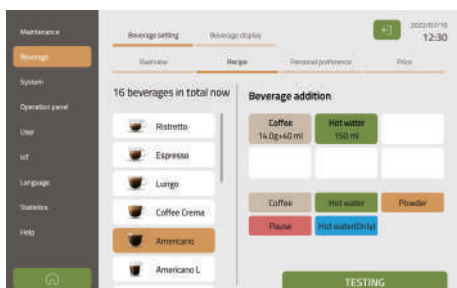 Maintenance
Beverage
System
Operation panel
User
IoT
Language
Statistics
Help
Beverage setting
Beverage display
2022/07/16
12:30
Overview
Recipe
Personal preference
Price
16 beverages in total now
Ristretto
Espresso
Lungo
Coffee Crema
Americano
Americano L
Beverage addition
Coffee
14.0g+40 ml
Hot water
150 ml
Coffee
Hot water
Powder
Pause
Hot water(Only)
TESTING